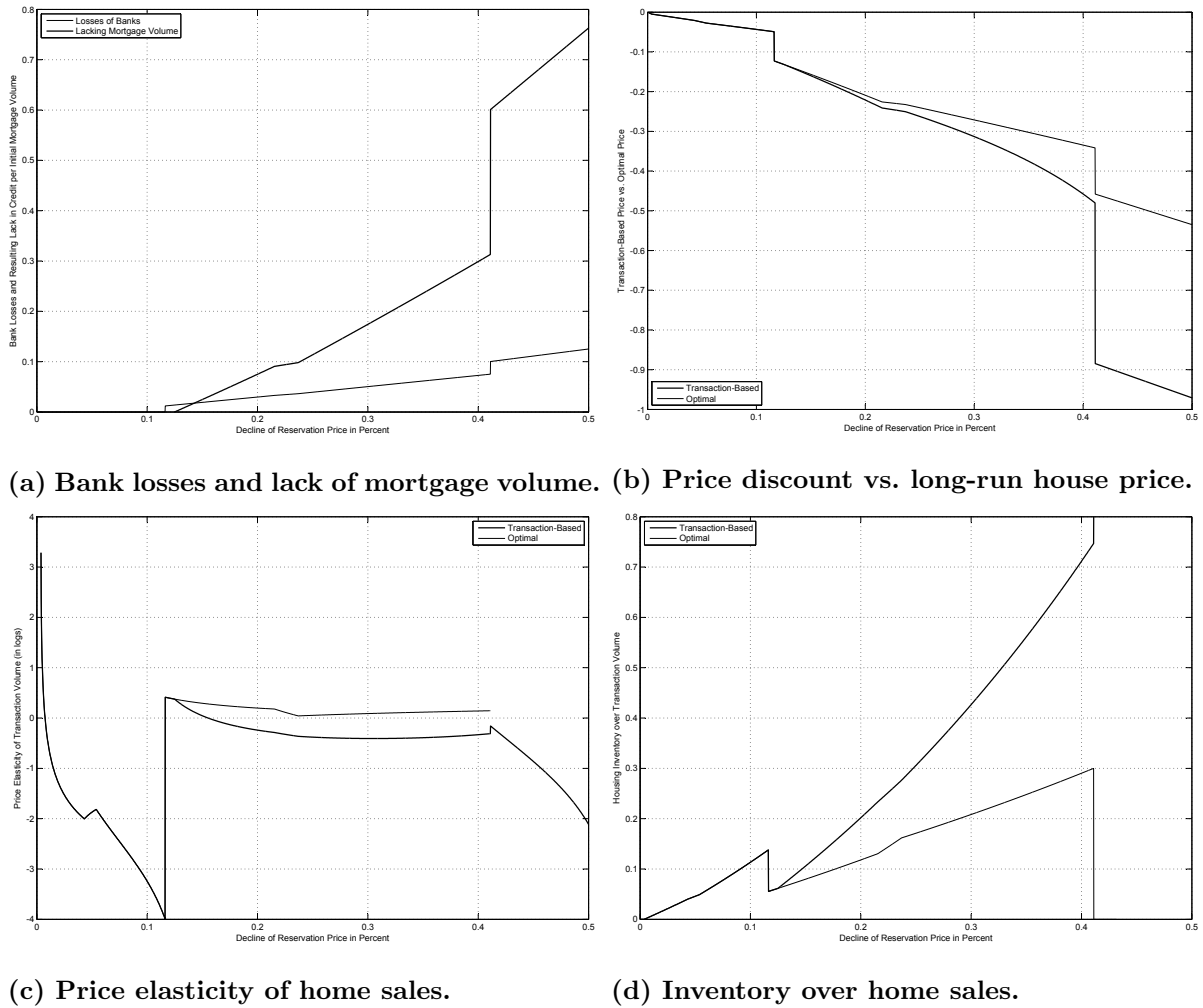 Losses of Banks
Lacking Mortgage Volume
Bank Losses and Resulting Lack in Credit per Initial Mortgage Volume
0.8
0.7
0.6
0.5
0.4
0.3
0.2
0.1
0
0 0.1 0.2 0.3 0.4 0.5
Decline of Reservation Price in Percent
(a) Bank losses and lack of mortgage volume.
Transaction-Based Price vs. Optimal Price
0
-0.1
-0.2
-0.3
-0.4
-0.5
-0.6
-0.7
-0.8
-0.9
-1
Transaction-Based
Optimal
0 0.1 0.2 0.3 0.4 0.5
Decline of Reservation Price in Percent
(b) Price discount vs. long-run house price.
Transaction-Based
Optimal
Price Elasticity of Transaction Volume (in logs)
4
3
2
1
0
-1
-2
-3
-4
0 0.1 0.2 0.3 0.4 0.5
Decline of Reservation Price in Percent
(c) Price elasticity of home sales.
Transaction-Based
Optimal
Housing Inventory over Transaction Volume
0.8
0.7
0.6
0.5
0.4
0.3
0.2
0.1
0
0 0.1 0.2 0.3 0.4 0.5
Decline of Reservation Price in Percent
(d) Inventory over home sales.